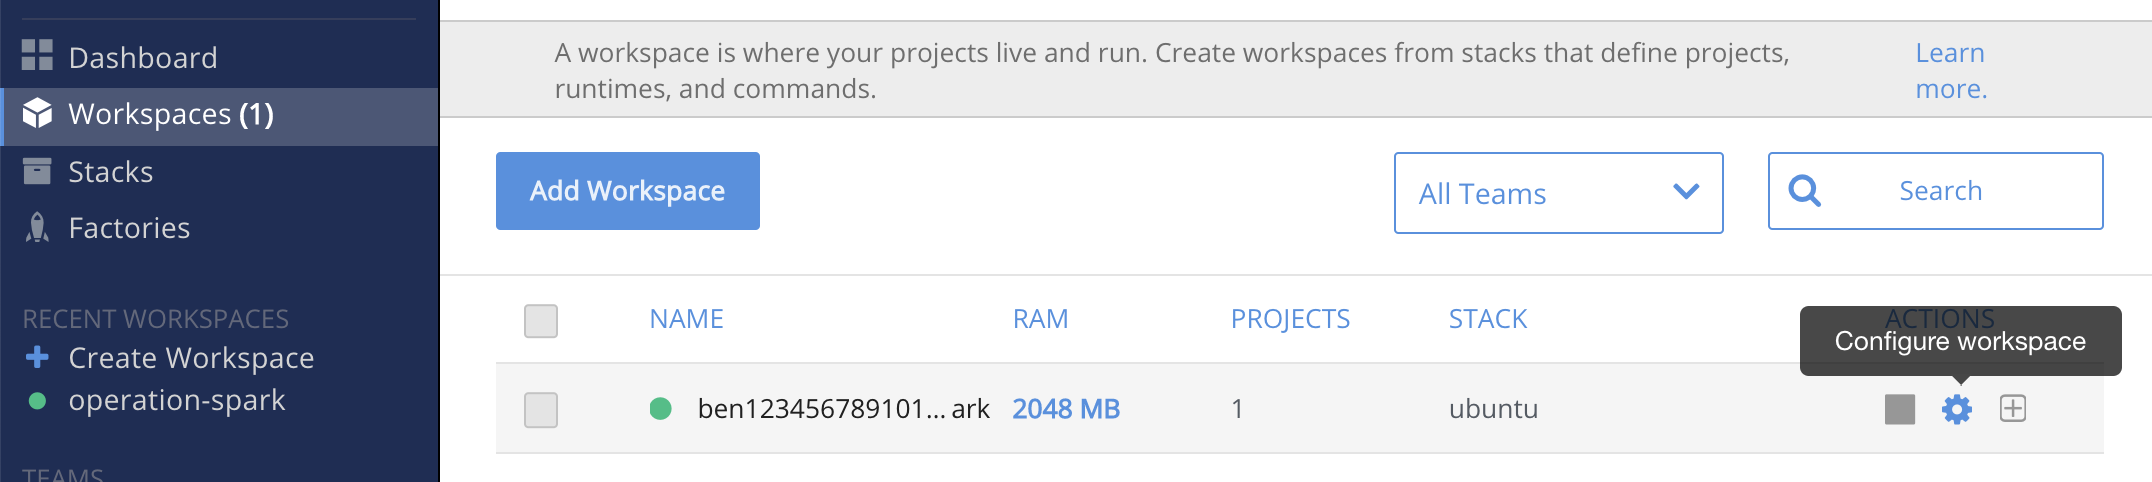 Dashboard
Workspaces (1)
Stacks
Factories
RECENT WORKSPACES
Create Workspace
operation-spark
TEAMS
A workspace is where your projects live and run. Create workspaces from stacks that define projects,
runtimes, and commands.
Learn
more.
Add Workspace
All Teams
Search
NAME RAM PROJECTS STACK ACTIONS
Configure workspace
ben123456789101... ark 2048 MB 1 ubuntu